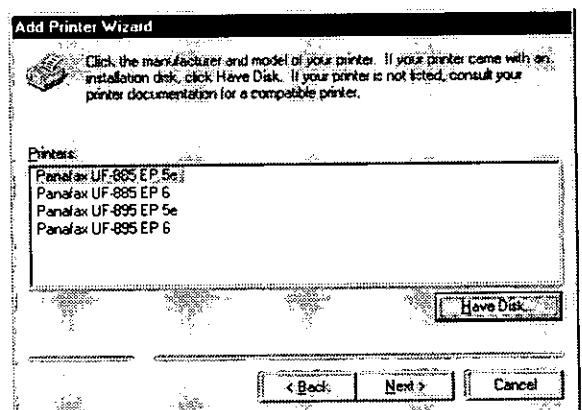 Add Printer Wizard
Click the manufacturer and model of your printer. If your printer came with an
installation disk, click Have Disk. If your printer is not listed, consult your
printer documentation for a compatible printer.
Printers:
Panafax UF-885 EP 5e
Panafax UF-885 EP 6
Panafax UF-895 EP 5e
Panafax UF-895 EP 6
Have Disk...
< Back
Next >
Cancel